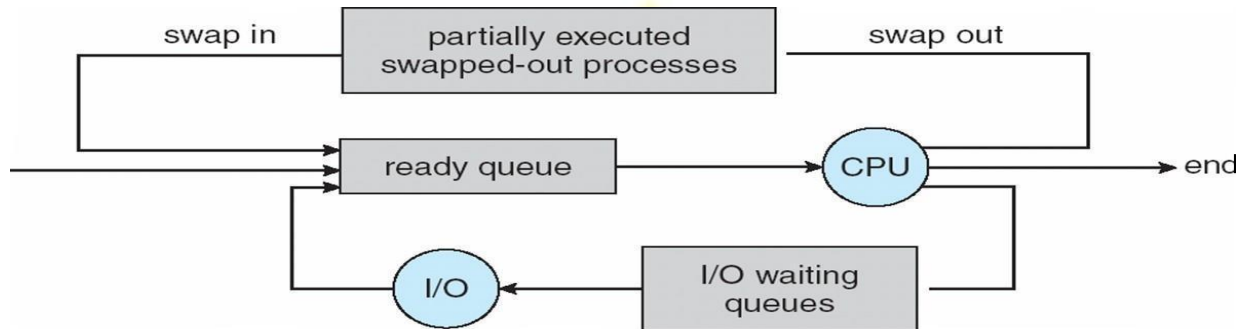 swap in
partially executed
swapped-out processes
swap out
ready queue
CPU
end
I/O
I/O waiting
queues